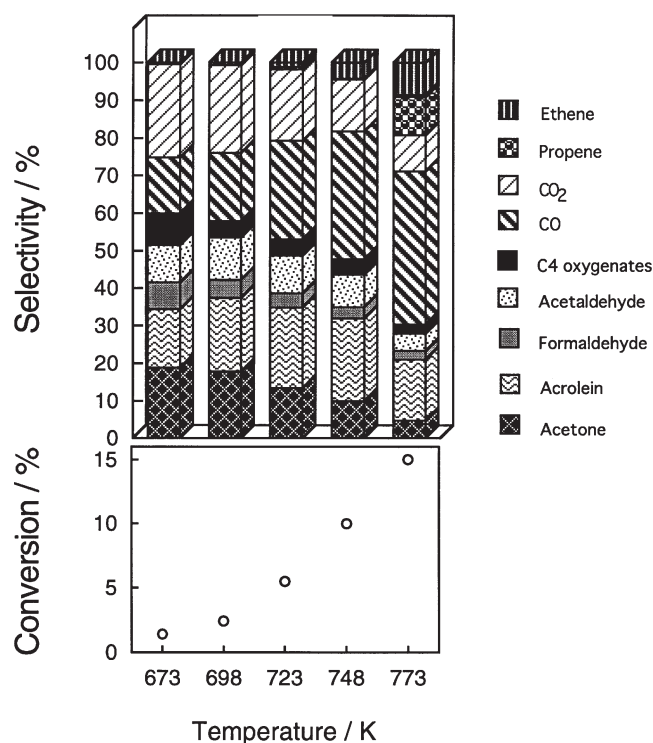 Selectivity / %
100
90
80
70
60
50
40
30
20
10
0
Ethene
Propene
CO2
CO
C4 oxygenates
Acetaldehyde
Formaldehyde
Acrolein
Acetone
Conversion / %
15
10
5
0
673 698 723 748 773
Temperature / K